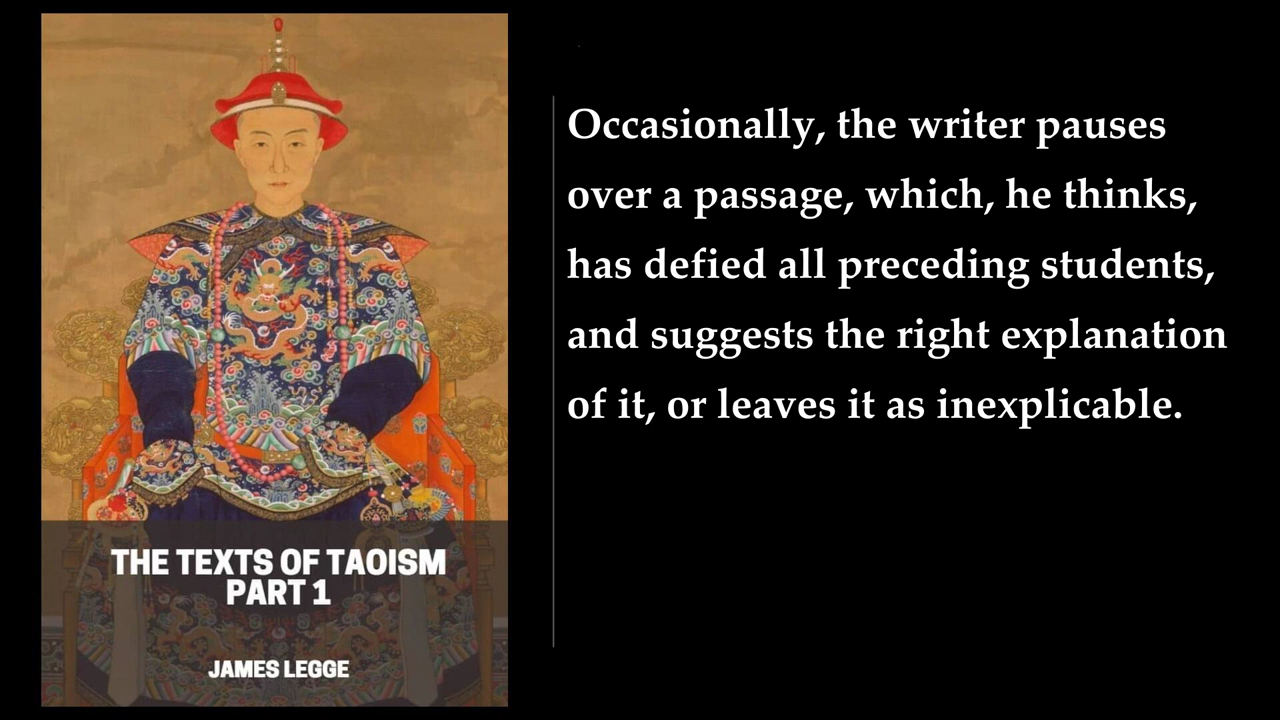 THE TEXTS OF TAOISM
PART 1
JAMES LEGGE
Occasionally, the writer pauses
over a passage, which, he thinks,
has defied all preceding students,
and suggests the right explanation
of it, or leaves it as inexplicable.